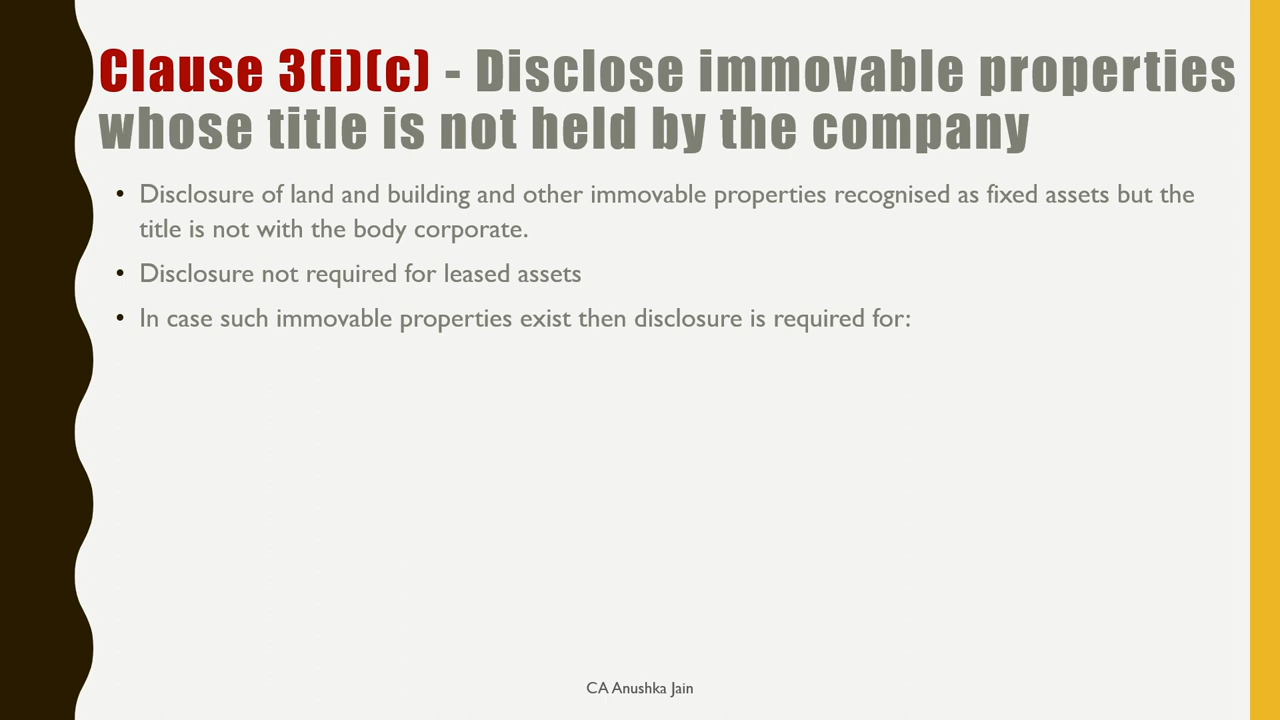 Clause 3(i)(c) - Disclose immovable properties
whose title is not held by the company
• Disclosure of land and building and other immovable properties recognised as fixed assets but the
title is not with the body corporate.
• Disclosure not required for leased assets
• In case such immovable properties exist then disclosure is required for:
CA Anushka Jain